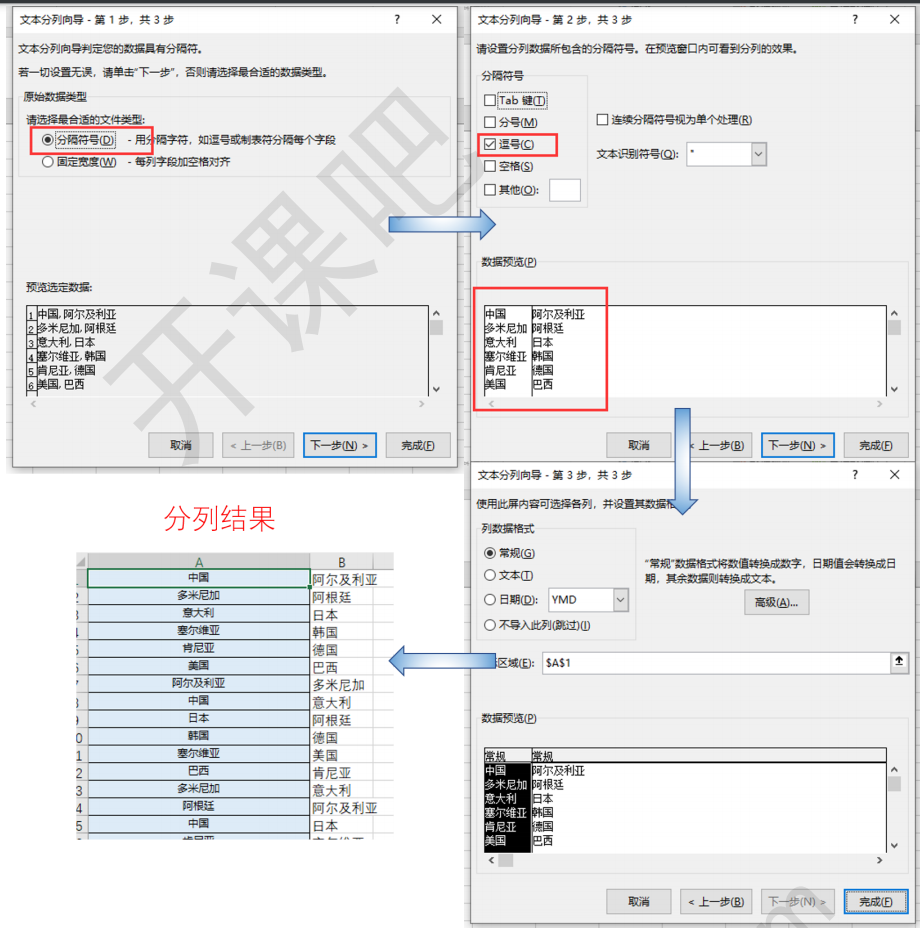 文本分列向导 - 第 1 步，共 3 步
? ×
文本分列向导判定您的数据具有分隔符。
若一切设置无误，请单击“下一步”，否则请选择最合适的数据类型。
原始数据类型
请选择最合适的文件类型:
分隔符号(D) - 用分隔字符，如逗号或制表符分隔每个字段
固定宽度(W) - 每列字段加空格对齐
预览选定数据:
1 中国, 阿尔及利亚
2 多米尼加, 阿根廷
3 意大利, 日本
4 塞尔维亚, 韩国
5 肯尼亚, 德国
6 美国, 巴西
取消 < 上一步(B) 下一步(N) > 完成(F)
文本分列向导 - 第 2 步，共 3 步
? ×
请设置分列数据所包含的分隔符号。在预览窗口内可看到分列的效果。
分隔符号
Tab 键(T)
分号(M)
逗号(C)
空格(S)
其他(O):
连续分隔符号视为单个处理(R)
文本识别符号(Q): "
数据预览(P)
中国 阿尔及利亚
多米尼加 阿根廷
意大利 日本
塞尔维亚 韩国
肯尼亚 德国
美国 巴西
取消 < 上一步(B) 下一步(N) > 完成(F)
文本分列向导 - 第 3 步，共 3 步
? ×
使用此屏内容可选择各列，并设置其数据
列数据格式
常规(G)
文本(T)
日期(D): YMD
不导入此列(跳过)(I)
“常规”数据格式将数值转换成数字，日期值会转换成日
期，其余数据则转换成文本。
高级(A)...
区域(E): $A$1
数据预览(P)
常规 常规
中国 阿尔及利亚
多米尼加 阿根廷
意大利 日本
塞尔维亚 韩国
肯尼亚 德国
美国 巴西
取消 < 上一步(B) 下一步(N) > 完成(F)
分列结果
A B
中国 阿尔及利亚
2 多米尼加 阿根廷
3 意大利 日本
塞尔维亚 韩国
5 肯尼亚 德国
美国 巴西
7 阿尔及利亚 多米尼加
8 中国 意大利
9 日本 阿根廷
0 韩国 德国
1 塞尔维亚 美国
2 巴西 肯尼亚
3 多米尼加 意大利
4 阿根廷 阿尔及利亚
5 中国 日本
开课吧